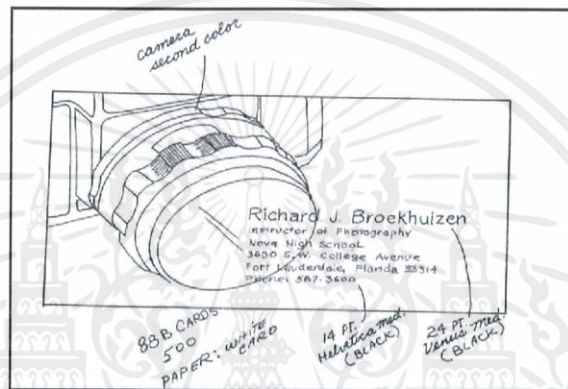 camera
second color
Richard J. Broekhuizen
Instructor of Photography
Nova High School
3600 S.W. College Avenue
Fort Lauderdale, Florida 33314
Phone: 587-3600
88 B CARDS
500
PAPER: WHITE
CARD
14 PT.
Helvetica med.
(BLACK)
24 PT.
Venus med.
(BLACK)